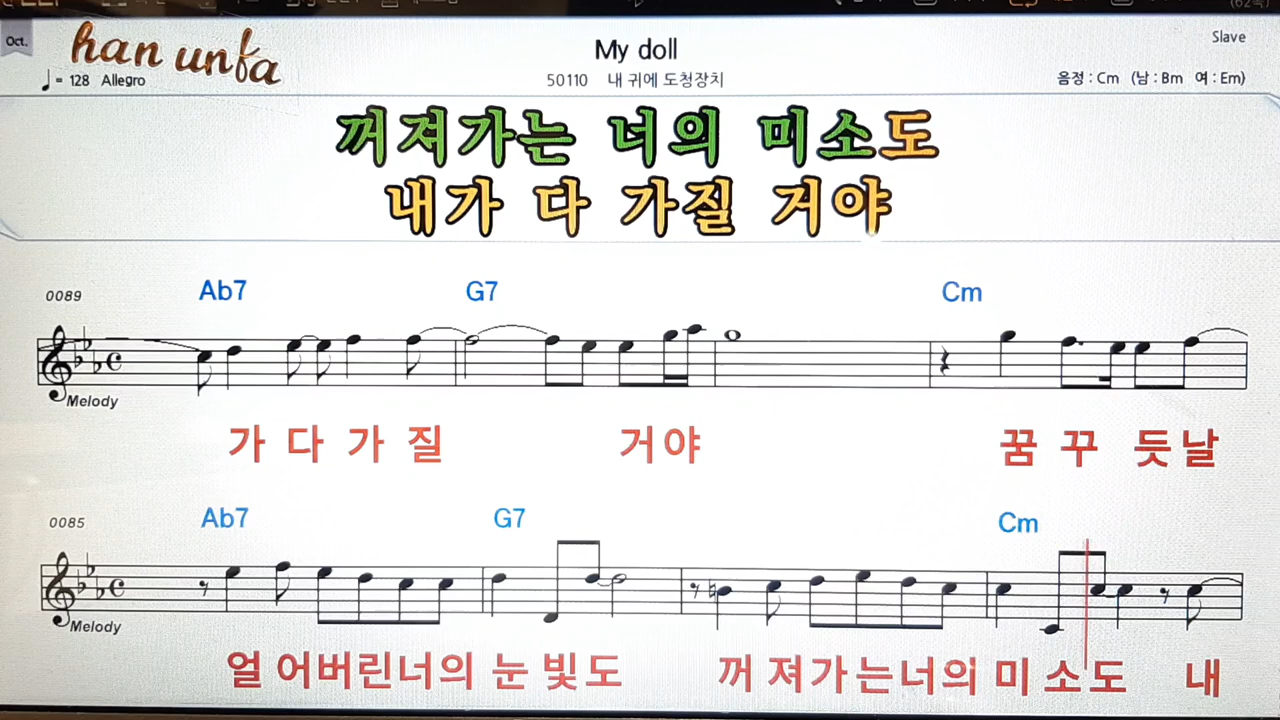 Oct.
han unfa
My doll
Slave
= 128 Allegro
50110 내 귀에 도청장치
음정 : Cm (남 : Bm 여 : Em)
꺼져가는 너의 미소도
내가 다 가질 거야
0089
Ab7 G7 Cm
Melody
가 다 가 질 거야 꿈 꾸 듯 날
0085
Ab7 G7 Cm
Melody
얼 어버린너의 눈 빛 도 꺼 져가는너의 미 소도 내